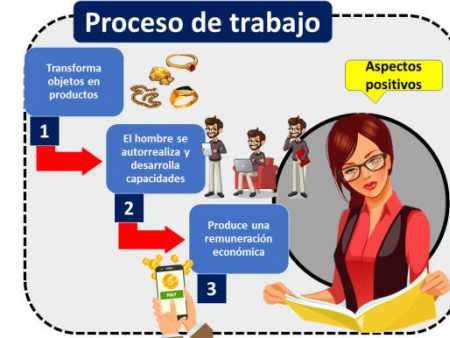 Proceso de trabajo
Transforma
objetos en
productos
Aspectos
positivos
1
El hombre se
autorrealiza y
desarrolla
capacidades
2
Produce una
remuneración
económica
3
PAY